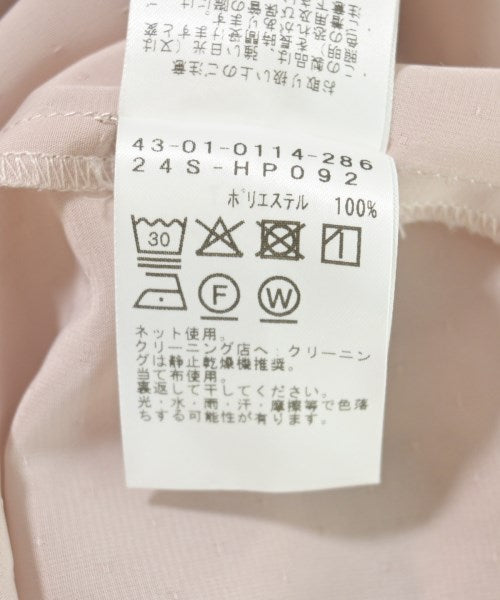 お取り扱い上のご注意
43-01-0114-286
24S-HP092
ポリエステル 100%
30
F W
ネット使用。
クリーニング店へ：クリーニン
グは静止乾燥機推奨。
当て布使用。
裏返して干してください。
光・水・雨・汗・摩擦等で色落
ちする可能性が有ります。